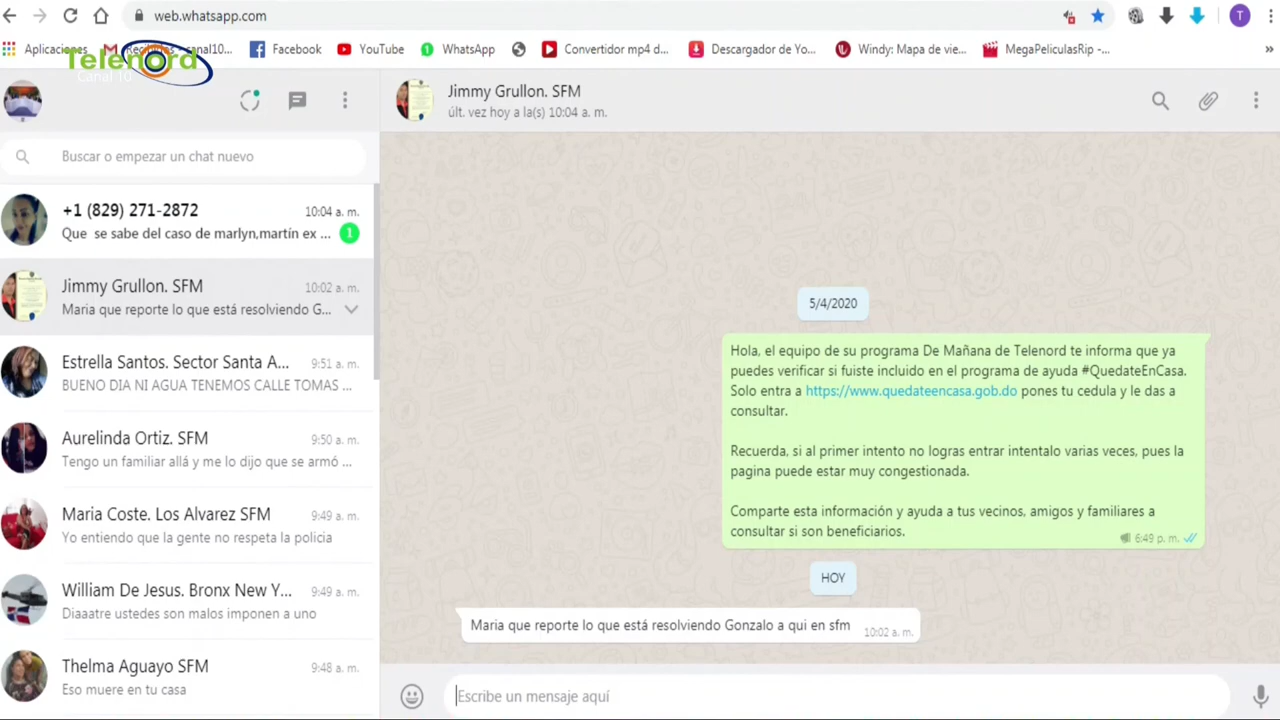 web.whatsapp.com
T
Aplicaciones
canal10...
Facebook
YouTube
WhatsApp
Convertidor mp4 d...
Descargador de Yo...
Windy: Mapa de vie...
MegaPeliculasRip -...
»
Telenord
Canal 10
Jimmy Grullon. SFM
últ. vez hoy a la(s) 10:04 a. m.
Buscar o empezar un chat nuevo
+1 (829) 271-2872
10:04 a. m.
Que se sabe del caso de marlyn,martín ex ...
1
Jimmy Grullon. SFM
10:02 a. m.
Maria que reporte lo que está resolviendo G...
Estrella Santos. Sector Santa A...
9:51 a. m.
BUENO DIA NI AGUA TENEMOS CALLE TOMAS ...
Aurelinda Ortiz. SFM
9:50 a. m.
Tengo un familiar allá y me lo dijo que se armó ...
Maria Coste. Los Alvarez SFM
9:49 a. m.
Yo entiendo que la gente no respeta la policia
William De Jesus. Bronx New Y...
9:49 a. m.
Diaaatre ustedes son malos imponen a uno
Thelma Aguayo SFM
9:48 a. m.
Eso muere en tu casa
5/4/2020
Hola, el equipo de su programa De Mañana de Telenord te informa que ya
puedes verificar si fuiste incluido en el programa de ayuda #QuedateEnCasa.
Solo entra a https://www.quedateencasa.gob.do pones tu cedula y le das a
consultar.
Recuerda, si al primer intento no logras entrar intentalo varias veces, pues la
pagina puede estar muy congestionada.
Comparte esta información y ayuda a tus vecinos, amigos y familiares a
consultar si son beneficiarios.
6:49 p. m.
HOY
Maria que reporte lo que está resolviendo Gonzalo a qui en sfm
10:02 a. m.
Escribe un mensaje aquí